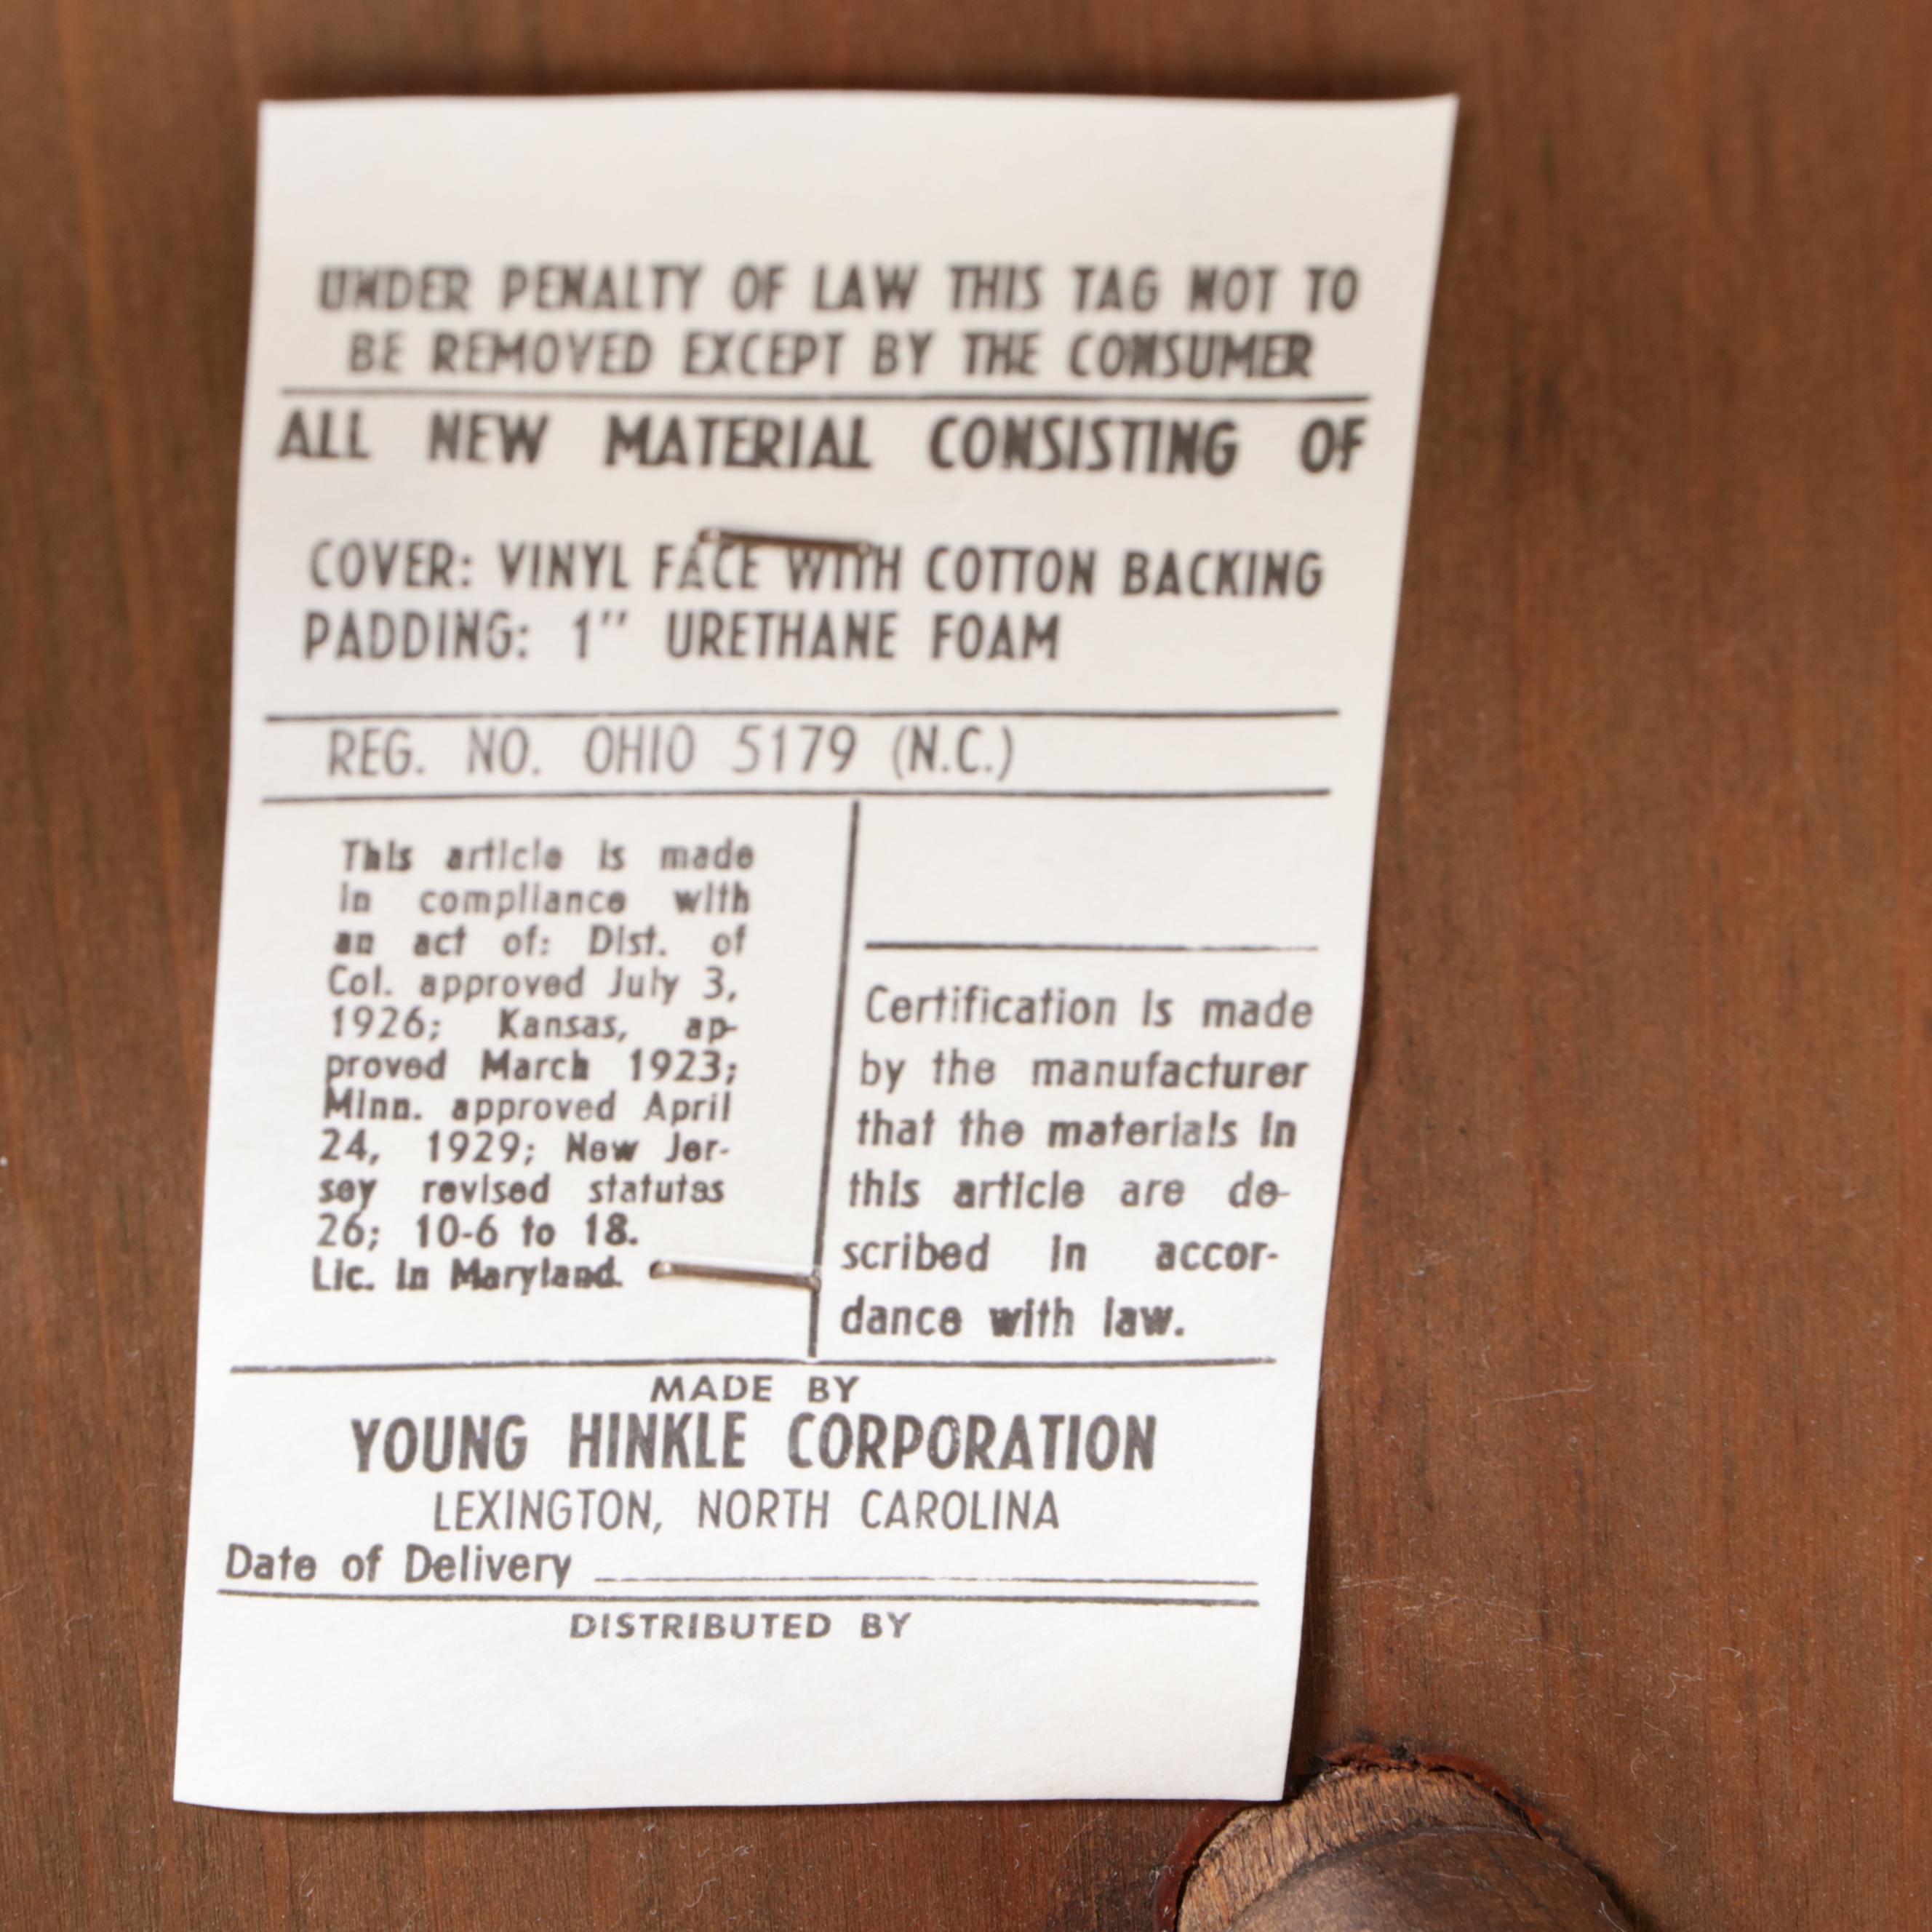 UNDER PENALTY OF LAW THIS TAG NOT TO
BE REMOVED EXCEPT BY THE CONSUMER
ALL NEW MATERIAL CONSISTING OF
COVER: VINYL FACE WITH COTTON BACKING
PADDING: 1" URETHANE FOAM
REG. NO. OHIO 5179 (N.C.)
This article is made
in compliance with
an act of: Dist. of
Col. approved July 3,
1926; Kansas, ap-
proved March 1923;
Minn. approved April
24, 1929; New Jer-
sey revised statutes
26; 10-6 to 18.
Lic. in Maryland.
Certification is made
by the manufacturer
that the materials in
this article are de-
scribed in accor-
dance with law.
MADE BY
YOUNG HINKLE CORPORATION
LEXINGTON, NORTH CAROLINA
Date of Delivery
DISTRIBUTED BY